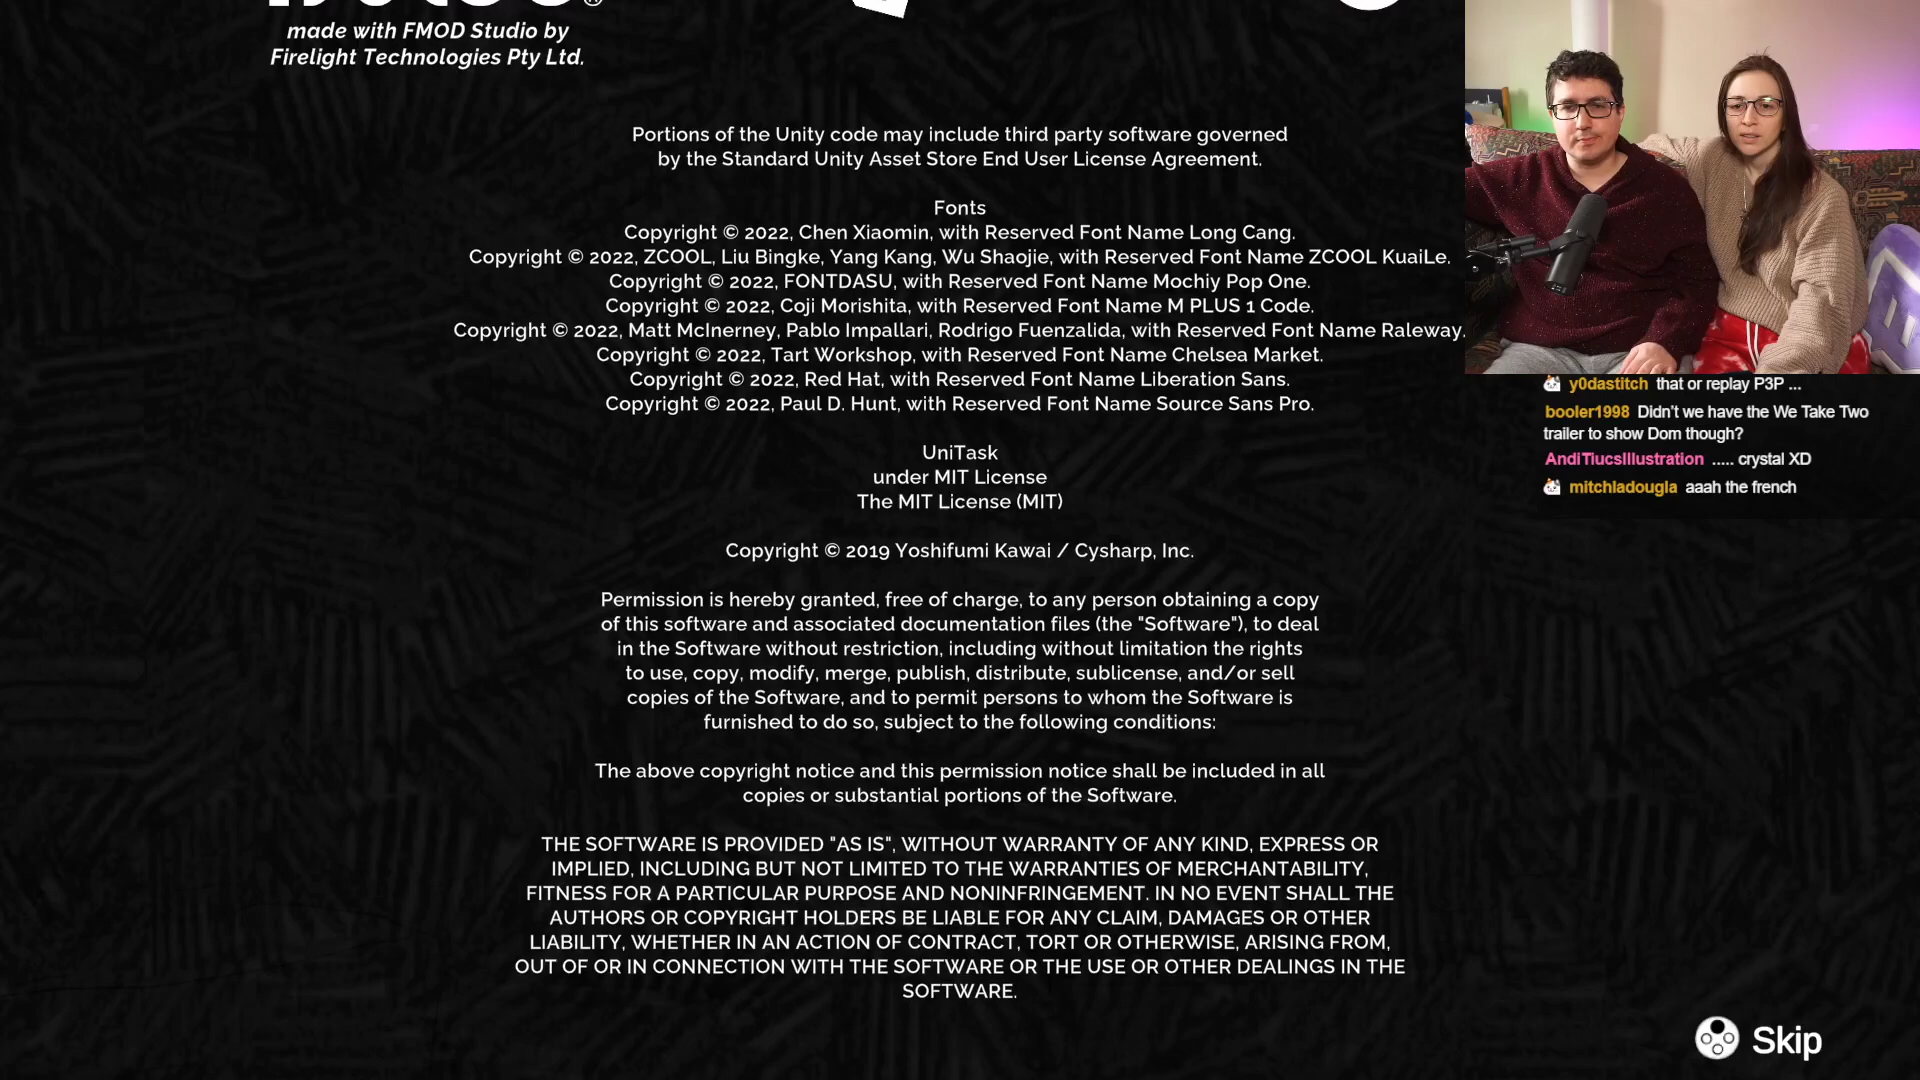 made with FMOD Studio by
Firelight Technologies Pty Ltd.
Portions of the Unity code may include third party software governed
by the Standard Unity Asset Store End User License Agreement.
Fonts
Copyright © 2022, Chen Xiaomin, with Reserved Font Name Long Cang.
Copyright © 2022, ZCOOL, Liu Bingke, Yang Kang, Wu Shaojie, with Reserved Font Name ZCOOL KuaiLe.
Copyright © 2022, FONTDASU, with Reserved Font Name Mochiy Pop One.
Copyright © 2022, Coji Morishita, with Reserved Font Name M PLUS 1 Code.
Copyright © 2022, Matt McInerney, Pablo Impallari, Rodrigo Fuenzalida, with Reserved Font Name Raleway.
Copyright © 2022, Tart Workshop, with Reserved Font Name Chelsea Market.
Copyright © 2022, Red Hat, with Reserved Font Name Liberation Sans.
Copyright © 2022, Paul D. Hunt, with Reserved Font Name Source Sans Pro.
UniTask
under MIT License
The MIT License (MIT)
Copyright © 2019 Yoshifumi Kawai / Cysharp, Inc.
Permission is hereby granted, free of charge, to any person obtaining a copy
of this software and associated documentation files (the "Software"), to deal
in the Software without restriction, including without limitation the rights
to use, copy, modify, merge, publish, distribute, sublicense, and/or sell
copies of the Software, and to permit persons to whom the Software is
furnished to do so, subject to the following conditions:
The above copyright notice and this permission notice shall be included in all
copies or substantial portions of the Software.
THE SOFTWARE IS PROVIDED "AS IS", WITHOUT WARRANTY OF ANY KIND, EXPRESS OR
IMPLIED, INCLUDING BUT NOT LIMITED TO THE WARRANTIES OF MERCHANTABILITY,
FITNESS FOR A PARTICULAR PURPOSE AND NONINFRINGEMENT. IN NO EVENT SHALL THE
AUTHORS OR COPYRIGHT HOLDERS BE LIABLE FOR ANY CLAIM, DAMAGES OR OTHER
LIABILITY, WHETHER IN AN ACTION OF CONTRACT, TORT OR OTHERWISE, ARISING FROM,
OUT OF OR IN CONNECTION WITH THE SOFTWARE OR THE USE OR OTHER DEALINGS IN THE
SOFTWARE.
y0dastitch that or replay P3P ...
booler1998 Didn't we have the We Take Two
trailer to show Dom though?
AndiTiucsIllustration ..... crystal XD
mitchladougla aaah the french
Skip